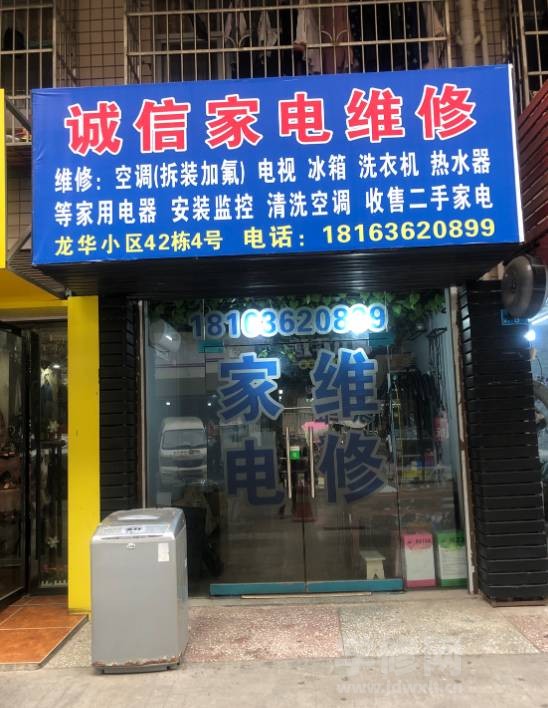 诚信家电维修
维修：空调(拆装加氟) 电视 冰箱 洗衣机 热水器
等家用电器 安装监控 清洗空调 收售二手家电
龙华小区42栋4号 电话：18163620899
18163620899
家 维
电 修
www.jdwx.cn